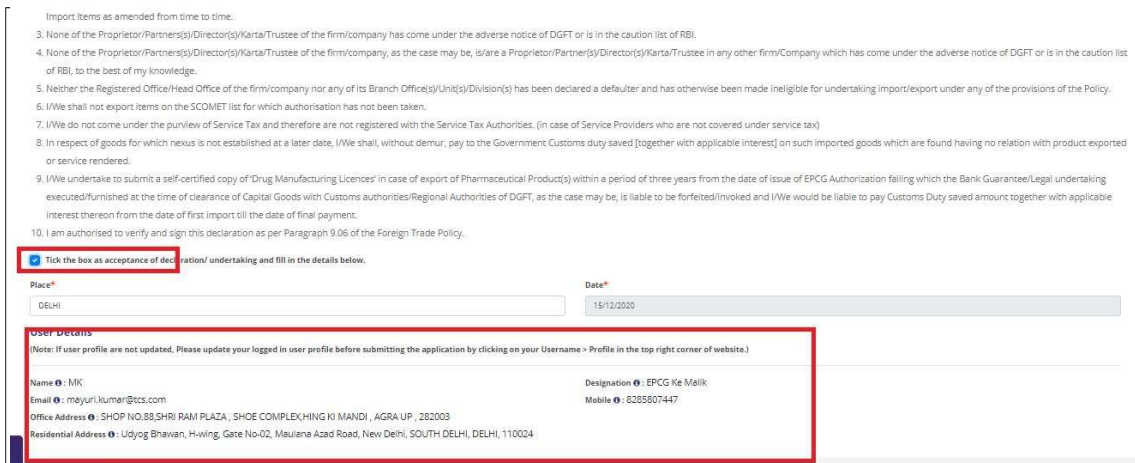 Import Items as amended from time to time.
3. None of the Proprietor/Partners(s)/Director(s)/Karta/Trustee of the firm/company has come under the adverse notice of DGFT or is in the caution list of RBI.
4. None of the Proprietor/Partners(s)/Director(s)/Karta/Trustee of the firm/company, as the case may be, is/are a Proprietor/Partner(s)/Director(s)/Karta/Trustee in any other firm/Company which has come under the adverse notice of DGFT or is in the caution list
of RBI, to the best of my knowledge.
5. Neither the Registered Office/Head Office of the firm/company nor any of its Branch Office(s)/Unit(s)/Division(s) has been declared a defaulter and has otherwise been made ineligible for undertaking import/export under any of the provisions of the Policy.
6. I/We shall not export items on the SCOMET list for which authorisation has not been taken.
7. I/We do not come under the purview of Service Tax and therefore are not registered with the Service Tax Authorities. (in case of Service Providers who are not covered under service tax)
8. In respect of goods for which nexus is not established at a later date, I/We shall, without demur, pay to the Government Customs duty saved [together with applicable interest] on such imported goods which are found having no relation with product exported
or service rendered.
9. I/We undertake to submit a self-certified copy of 'Drug Manufacturing Licences' in case of export of Pharmaceutical Product(s) within a period of three years from the date of issue of EPCG Authorization failing which the Bank Guarantee/Legal undertaking
executed/furnished at the time of clearance of Capital Goods with Customs authorities/Regional Authorities of DGFT, as the case may be, is liable to be forfeited/invoked and I/We would be liable to pay Customs Duty saved amount together with applicable
interest thereon from the date of first import till the date of final payment.
10. I am authorised to verify and sign this declaration as per Paragraph 9.06 of the Foreign Trade Policy.
Tick the box as acceptance of declaration/ undertaking and fill in the details below.
Place* Date*
DELHI 15/12/2020
User Details
(Note: If user profile are not updated, Please update your logged in user profile before submitting the application by clicking on your Username > Profile in the top right corner of website.)
Name : MK Designation : EPCG Ke Malik
Email : mayuri.kumar@tcs.com Mobile : 8285807447
Office Address : SHOP NO.88,SHRI RAM PLAZA , SHOE COMPLEX,HING KI MANDI , AGRA UP , 282003
Residential Address : Udyog Bhawan, H-wing, Gate No-02, Maulana Azad Road, New Delhi, SOUTH DELHI, DELHI, 110024